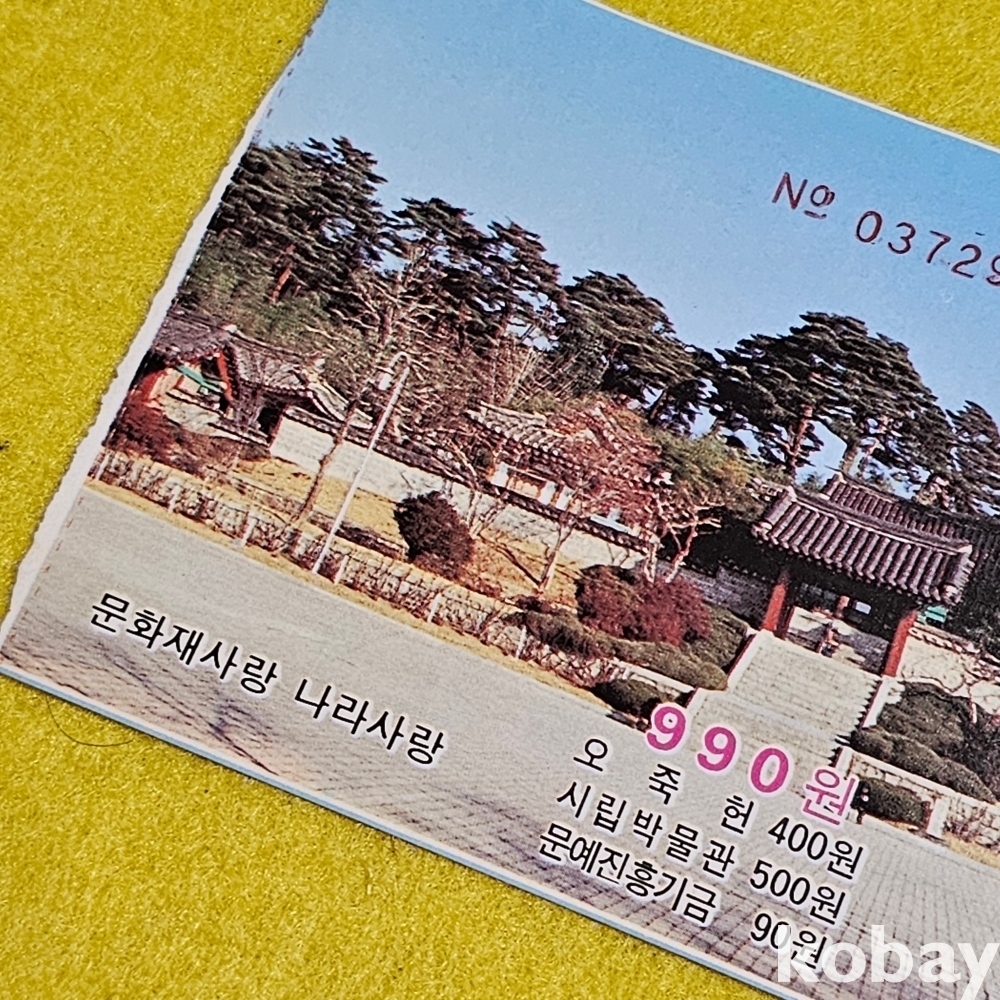 Nº 03729
문화재사랑 나라사랑
990원
오죽헌 400원
시립박물관 500원
문예진흥기금 90원
kobay